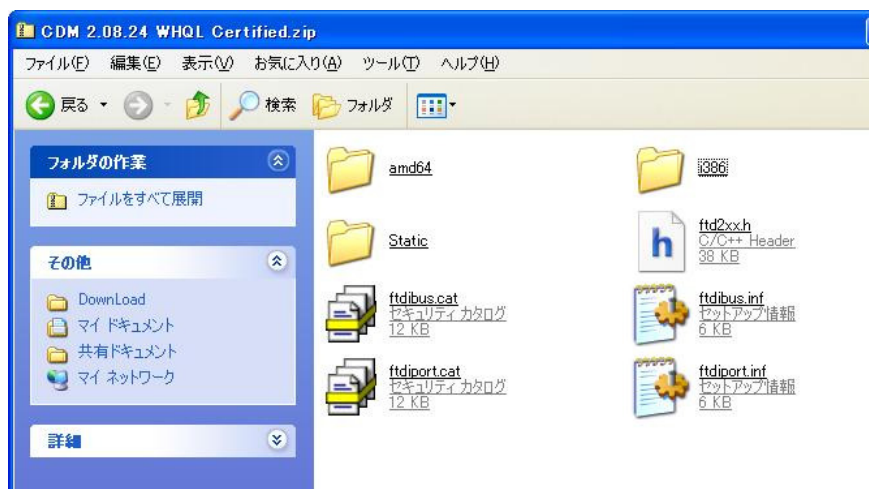 CDM 2.08.24 WHQL Certified.zip
ファイル(F) 編集(E) 表示(V) お気に入り(A) ツール(T) ヘルプ(H)
戻る 検索 フォルダ
フォルダの作業
ファイルをすべて展開
その他
DownLoad
マイ ドキュメント
共有ドキュメント
マイ ネットワーク
詳細
amd64
i386
Static
ftd2xx.h
C/C++ Header
38 KB
ftdibus.cat
セキュリティ カタログ
12 KB
ftdibus.inf
セットアップ情報
6 KB
ftdiport.cat
セキュリティ カタログ
12 KB
ftdiport.inf
セットアップ情報
6 KB